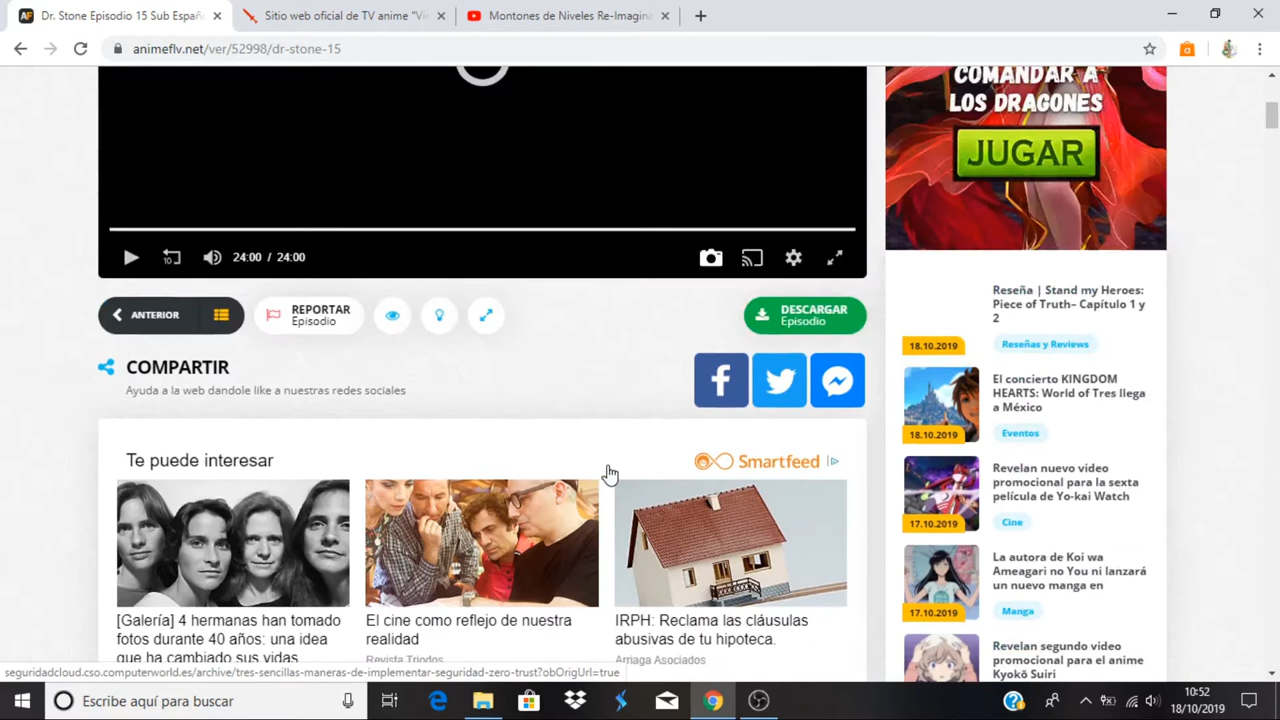 Dr. Stone Episodio 15 Sub Españ
Sitio web oficial de TV anime "Vi
Montones de Niveles Re-Imagina
animeflv.net/ver/52998/dr-stone-15
COMANDAR A
LOS DRAGONES
JUGAR
10
24:00 / 24:00
ANTERIOR
REPORTAR
Episodio
DESCARGAR
Episodio
COMPARTIR
Ayuda a la web dandole like a nuestras redes sociales
Te puede interesar
Smartfeed
[Galería] 4 hermanas han tomado
fotos durante 40 años: una idea
que ha cambiado sus vidas
El cine como reflejo de nuestra
realidad
Revista Triodos
IRPH: Reclama las cláusulas
abusivas de tu hipoteca.
Arriaga Asociados
Reseña | Stand my Heroes:
Piece of Truth– Capítulo 1 y
2
18.10.2019
Reseñas y Reviews
El concierto KINGDOM
HEARTS: World of Tres llega
a México
18.10.2019
Eventos
Revelan nuevo video
promocional para la sexta
película de Yo-kai Watch
17.10.2019
Cine
La autora de Koi wa
Ameagari no You ni lanzará
un nuevo manga en
17.10.2019
Manga
Revelan segundo video
promocional para el anime
Kyokō Suiri
seguridadcloud.cso.computerworld.es/archive/tres-sencillas-maneras-de-implementar-seguridad-zero-trust?obOrigUrl=true
Escribe aquí para buscar
10:52
18/10/2019